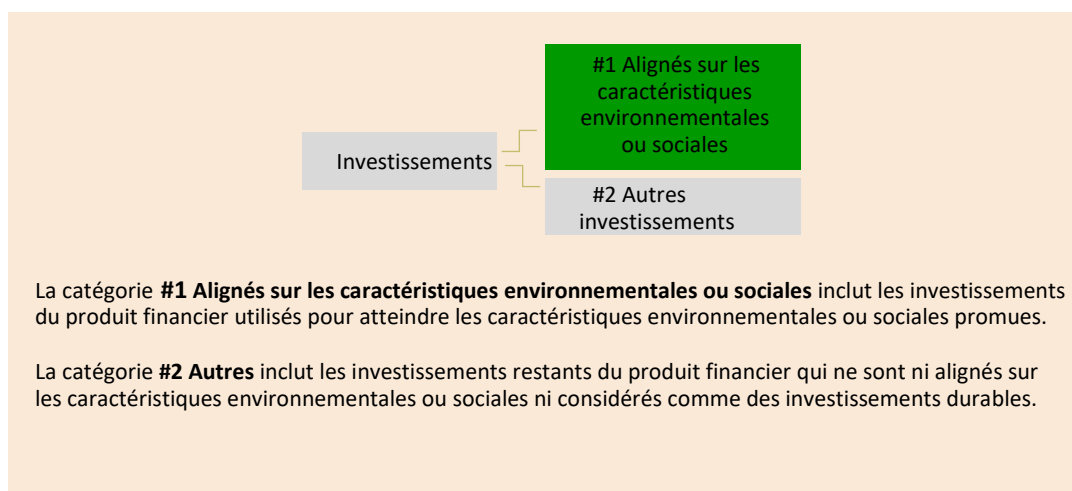 #1 Alignés sur les
caractéristiques
environnementales
ou sociales
Investissements
#2 Autres
investissements
La catégorie #1 Alignés sur les caractéristiques environnementales ou sociales inclut les investissements
du produit financier utilisés pour atteindre les caractéristiques environnementales ou sociales promues.
La catégorie #2 Autres inclut les investissements restants du produit financier qui ne sont ni alignés sur
les caractéristiques environnementales ou sociales ni considérés comme des investissements durables.